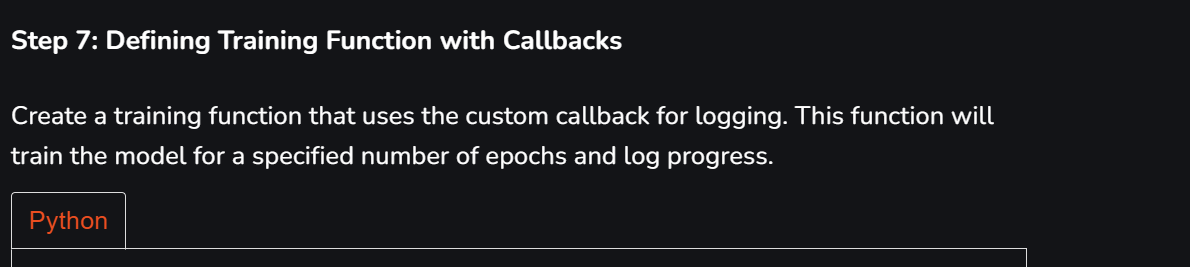 Step 7: Defining Training Function with Callbacks
Create a training function that uses the custom callback for logging. This function will
train the model for a specified number of epochs and log progress.
Python